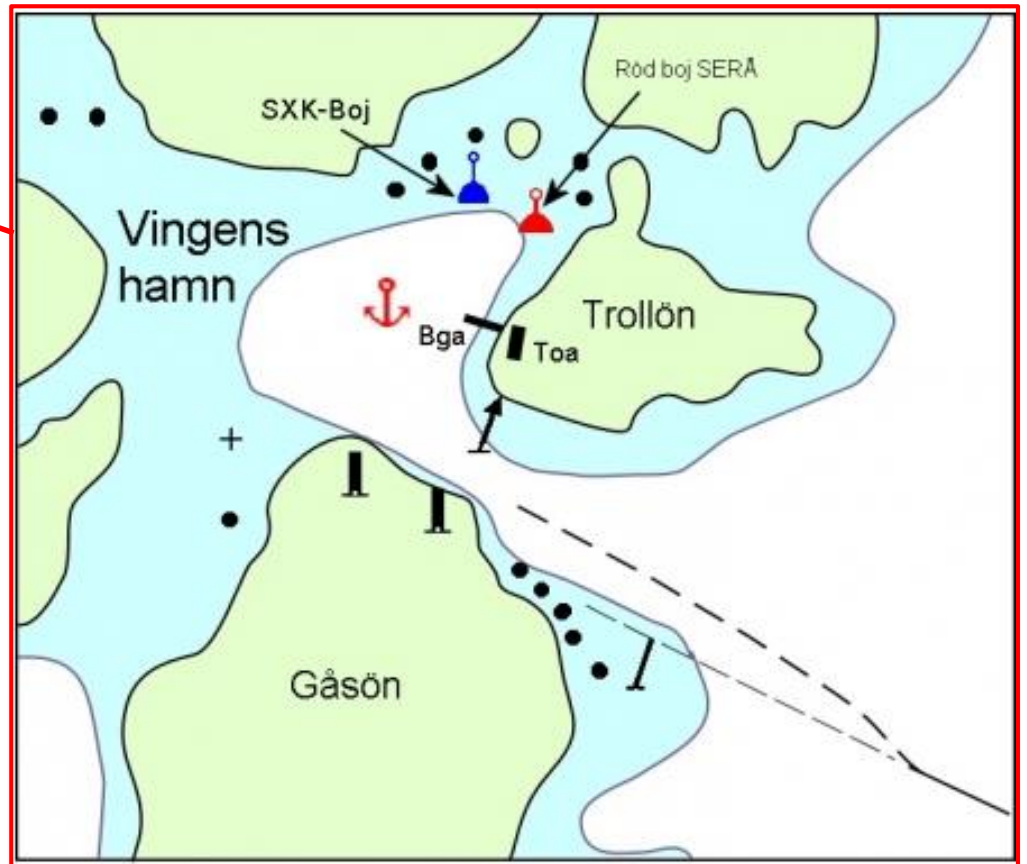 Röd boj SERÅ
SXK-Boj
Vingens
hamn
Trollön
Bga
Toa
Gåsön